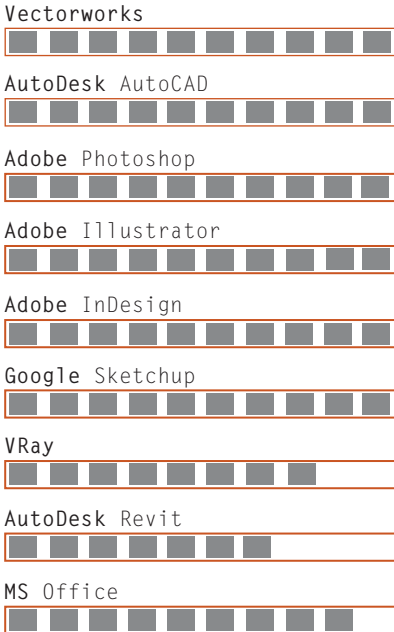 Vectorworks
AutoDesk AutoCAD
Adobe Photoshop
Adobe Illustrator
Adobe InDesign
Google Sketchup
VRay
AutoDesk Revit
MS Office